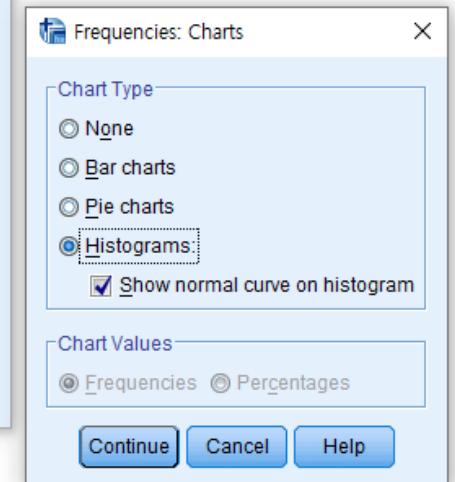 Frequencies: Charts
Chart Type
None
Bar charts
Pie charts
Histograms:
Show normal curve on histogram
Chart Values
Frequencies Percentages
Continue Cancel Help